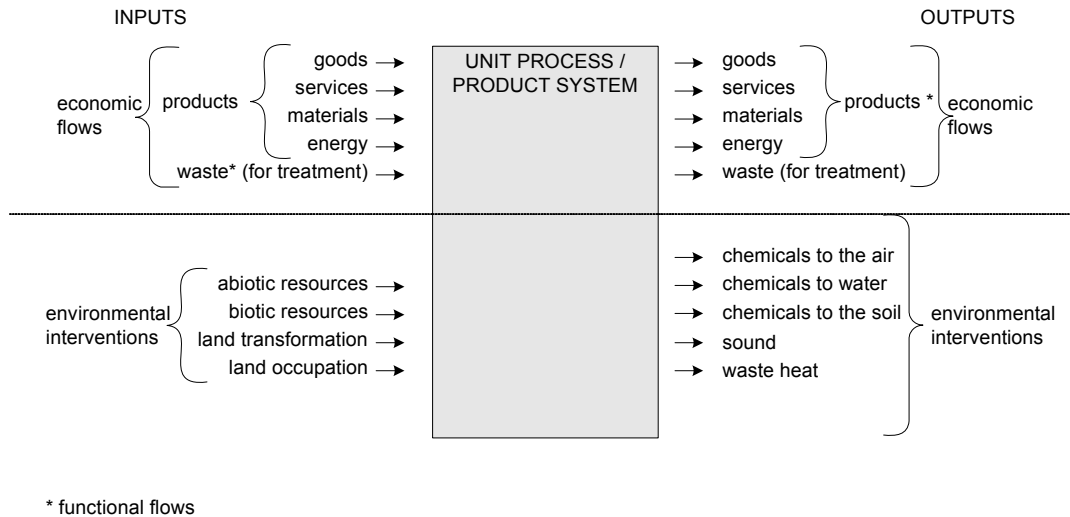 INPUTS
OUTPUTS
economic
flows
products
goods
services
materials
energy
waste* (for treatment)
UNIT PROCESS /
PRODUCT SYSTEM
goods
services
materials
energy
waste (for treatment)
products *
economic
flows
environmental
interventions
abiotic resources
biotic resources
land transformation
land occupation
chemicals to the air
chemicals to water
chemicals to the soil
sound
waste heat
environmental
interventions
* functional flows